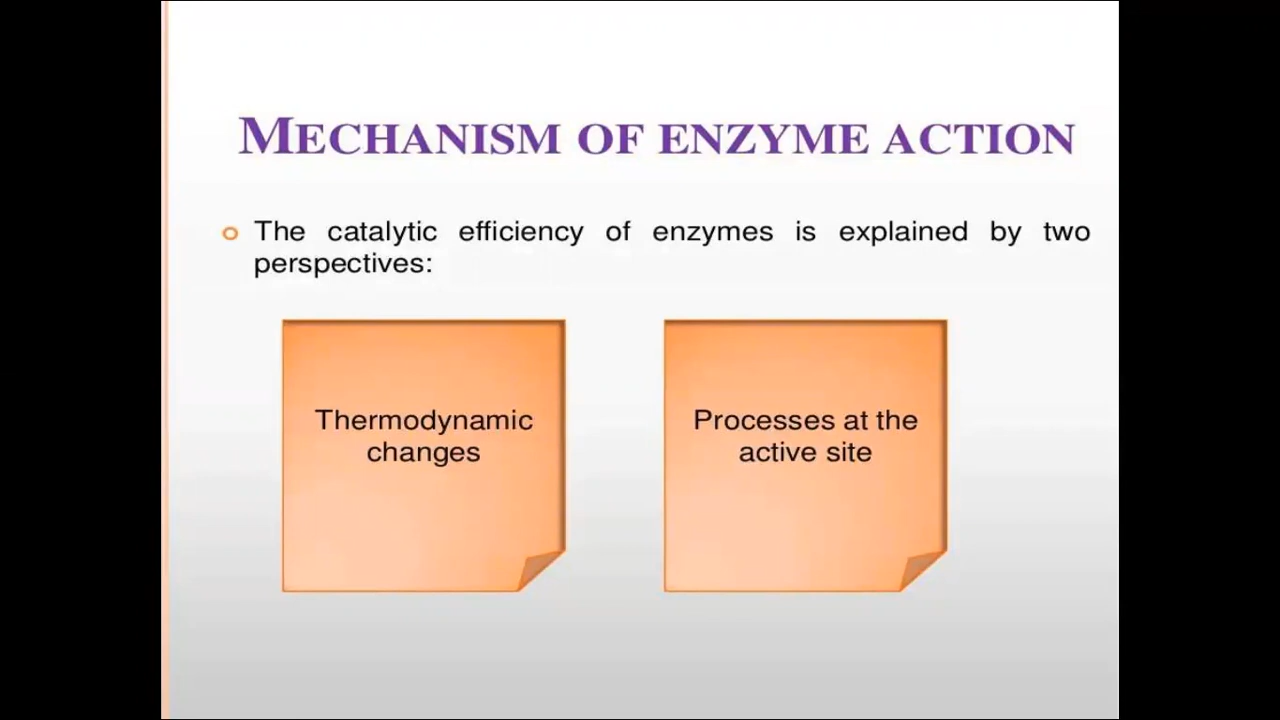 MECHANISM OF ENZYME ACTION
The catalytic efficiency of enzymes is explained by two
perspectives:
Thermodynamic
changes
Processes at the
active site